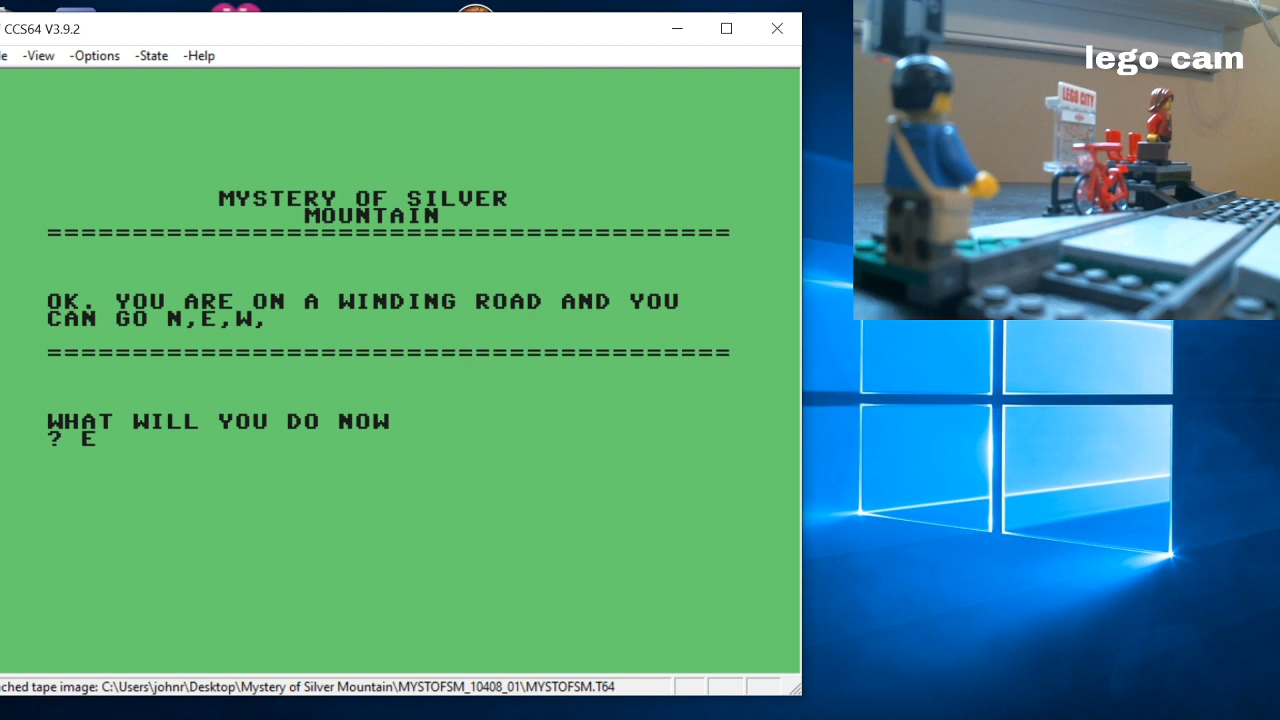 CCS64 V3.9.2
-View -Options -State -Help
MYSTERY OF SILVER
MOUNTAIN
========================================
OK. YOU ARE ON A WINDING ROAD AND YOU
CAN GO N,E,W,
========================================
WHAT WILL YOU DO NOW
? E
ched tape image: C:\Users\johnr\Desktop\Mystery of Silver Mountain\MYSTOFSM_10408_01\MYSTOFSM.T64
lego cam
LEGO CITY